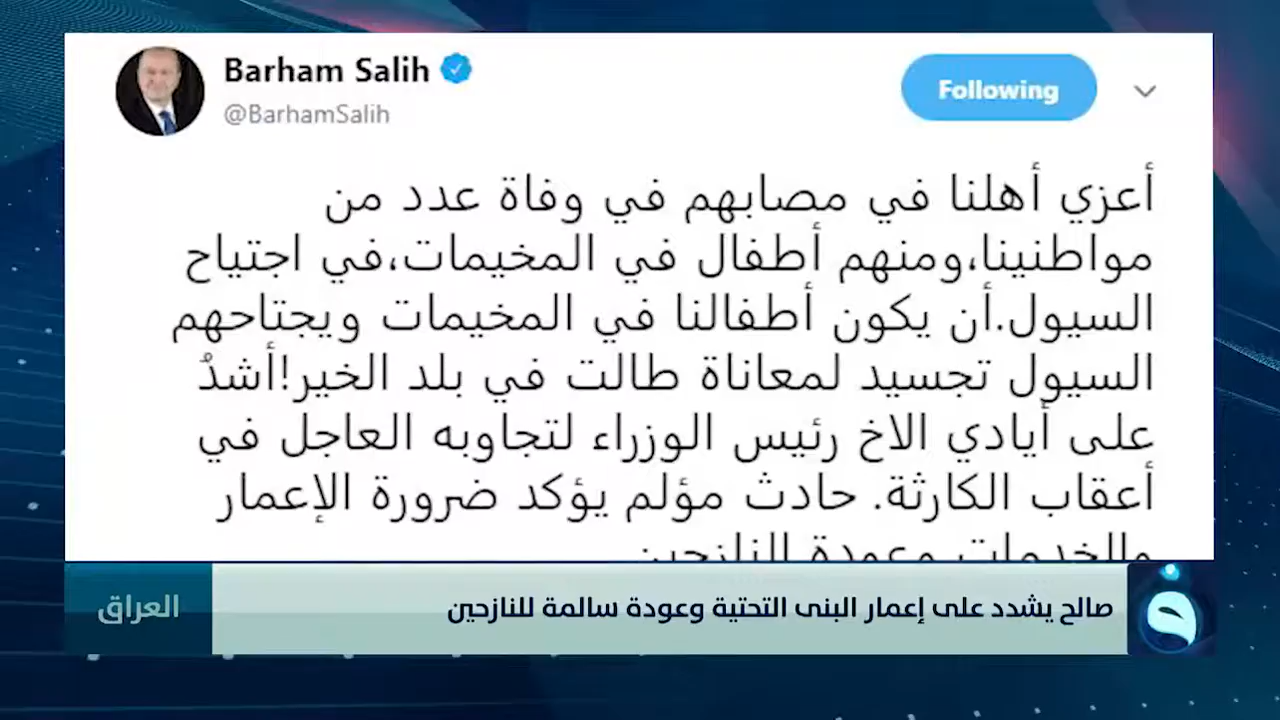 Barham Salih
@BarhamSalih
Following
أعزي أهلنا في مصابهم في وفاة عدد من
مواطنينا،ومنهم أطفال في المخيمات،في اجتياح
السيول.أن يكون أطفالنا في المخيمات ويجتاحهم
السيول تجسيد لمعاناة طالت في بلد الخير!أشدُ
على أيادي الاخ رئيس الوزراء لتجاوبه العاجل في
أعقاب الكارثة. حادث مؤلم يؤكد ضرورة الإعمار
والخدمات وعودة النازحين
صالح يشدد على إعمار البنى التحتية وعودة سالمة للنازحين
العراق